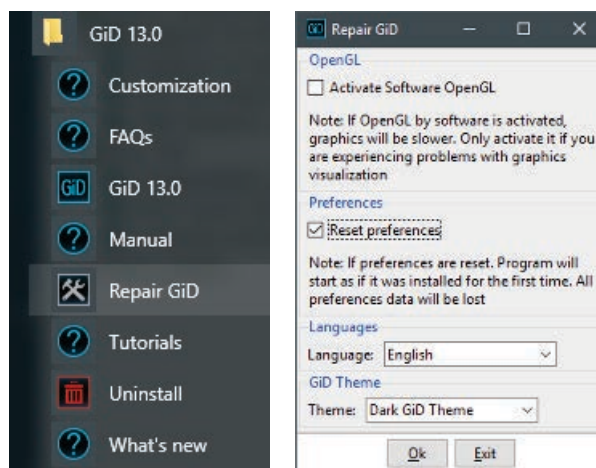 GiD 13.0
Customization
FAQs
GiD
GiD 13.0
Manual
Repair GiD
Tutorials
Uninstall
What's new
GiD Repair GiD
OpenGL
Activate Software OpenGL
Note: If OpenGL by software is activated,
graphics will be slower. Only activate it if you
are experiencing problems with graphics
visualization
Preferences
Reset preferences
Note: If preferences are reset. Program will
start as if it was installed for the first time. All
preferences data will be lost
Languages
Language: English
GiD Theme
Theme: Dark GiD Theme
Ok Exit